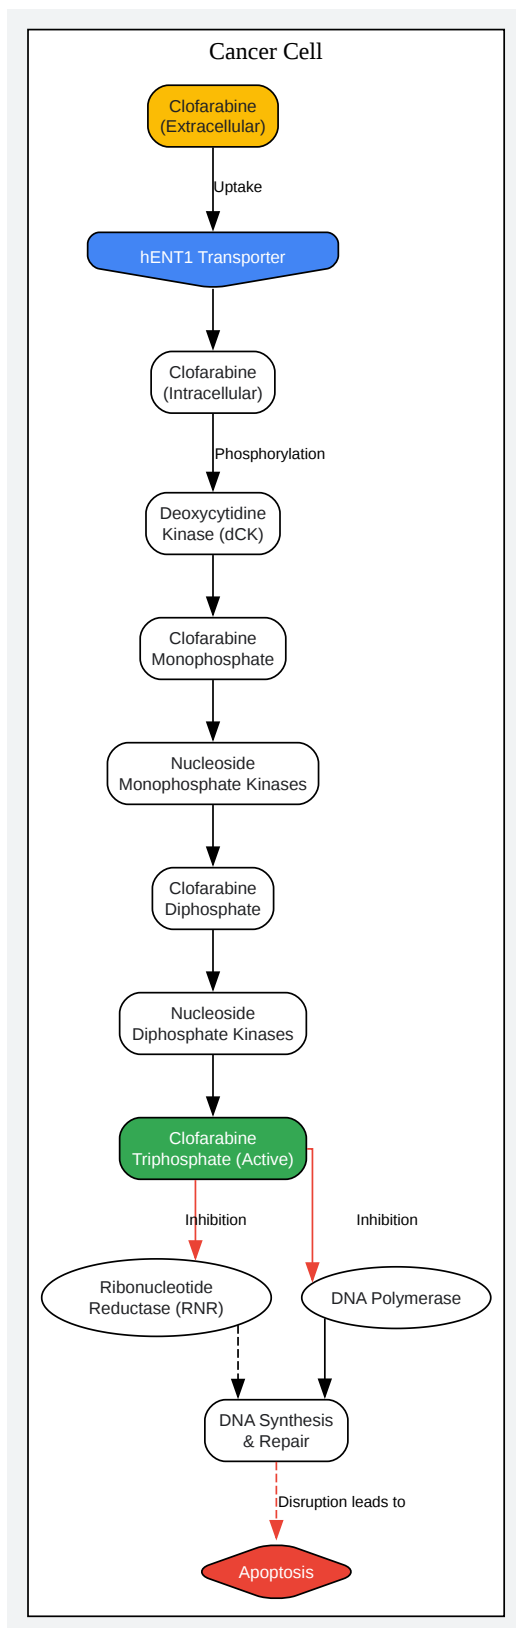 Cancer Cell
Clofarabine
(Extracellular)
Uptake
hENT1 Transporter
Clofarabine
(Intracellular)
Phosphorylation
Deoxycytidine
Kinase (dCK)
Clofarabine
Monophosphate
Nucleoside
Monophosphate Kinases
Clofarabine
Diphosphate
Nucleoside
Diphosphate Kinases
Clofarabine
Triphosphate (Active)
Inhibition
Inhibition
Ribonucleotide
Reductase (RNR)
DNA Polymerase
DNA Synthesis
& Repair
Disruption leads to
Apoptosis